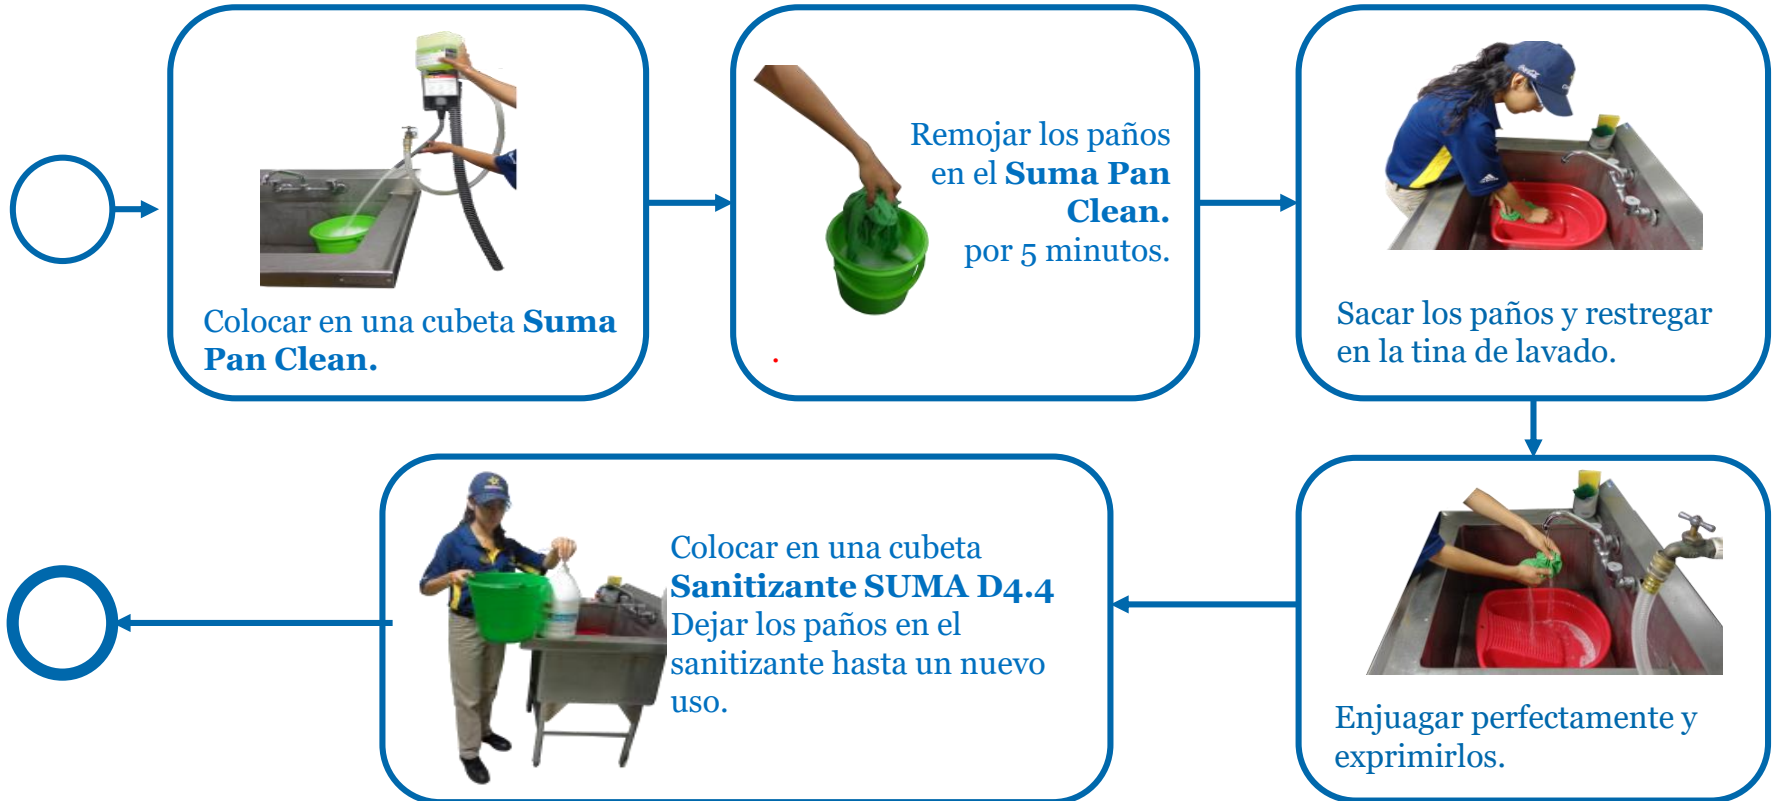 Colocar en una cubeta Suma
Pan Clean.
Remojar los paños
en el Suma Pan
Clean.
por 5 minutos.
.
Sacar los paños y restregar
en la tina de lavado.
Enjuagar perfectamente y
exprimirlos.
Colocar en una cubeta
Sanitizante SUMA D4.4
Dejar los paños en el
sanitizante hasta un nuevo
uso.